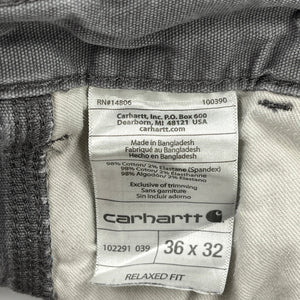 RN#14806 100390
Carhartt, Inc. P.O. Box 600
Dearborn, MI 48121 USA
carhartt.com
Made in Bangladesh
Fabriqué en Bangladesh
Hecho en Bangladesh
98% Cotton/ 2% Elastane (Spandex)
98% Coton/ 2% Élasthanne
98% Algodón/ 2% Elastano
Exclusive of trimming
Sans garniture
Sin incluir aderezo
carhartt
102291 039 36 x 32
RELAXED FIT